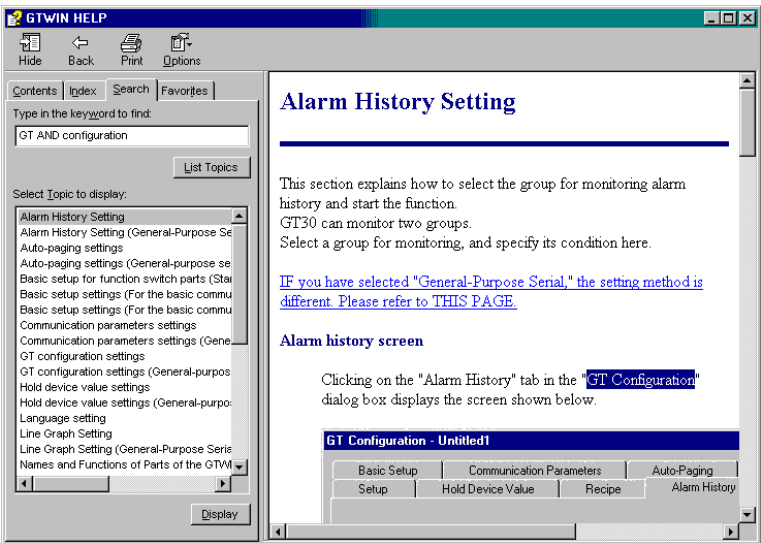 GTWIN HELP
Hide Back Print Options
Contents Index Search Favorites
Type in the keyword to find:
GT AND configuration
List Topics
Select Topic to display:
Alarm History Setting
Alarm History Setting (General-Purpose Se
Auto-paging settings
Auto-paging settings (General-purpose se
Basic setup for function switch parts (Star
Basic setup settings (For the basic commu
Basic setup settings (For the basic commu
Communication parameters settings
Communication parameters settings (Gene
GT configuration settings
GT configuration settings (General-purpos
Hold device value settings
Hold device value settings (General-purpo
Language setting
Line Graph Setting
Line Graph Setting (General-Purpose Seria
Names and Functions of Parts of the GTWI
Display
Alarm History Setting
This section explains how to select the group for monitoring alarm
history and start the function.
GT30 can monitor two groups.
Select a group for monitoring, and specify its condition here.
IF you have selected "General-Purpose Serial," the setting method is
different. Please refer to THIS PAGE.
Alarm history screen
Clicking on the "Alarm History" tab in the "GT Configuration"
dialog box displays the screen shown below.
GT Configuration - Untitled1
Basic Setup Communication Parameters Auto-Paging
Setup Hold Device Value Recipe Alarm History